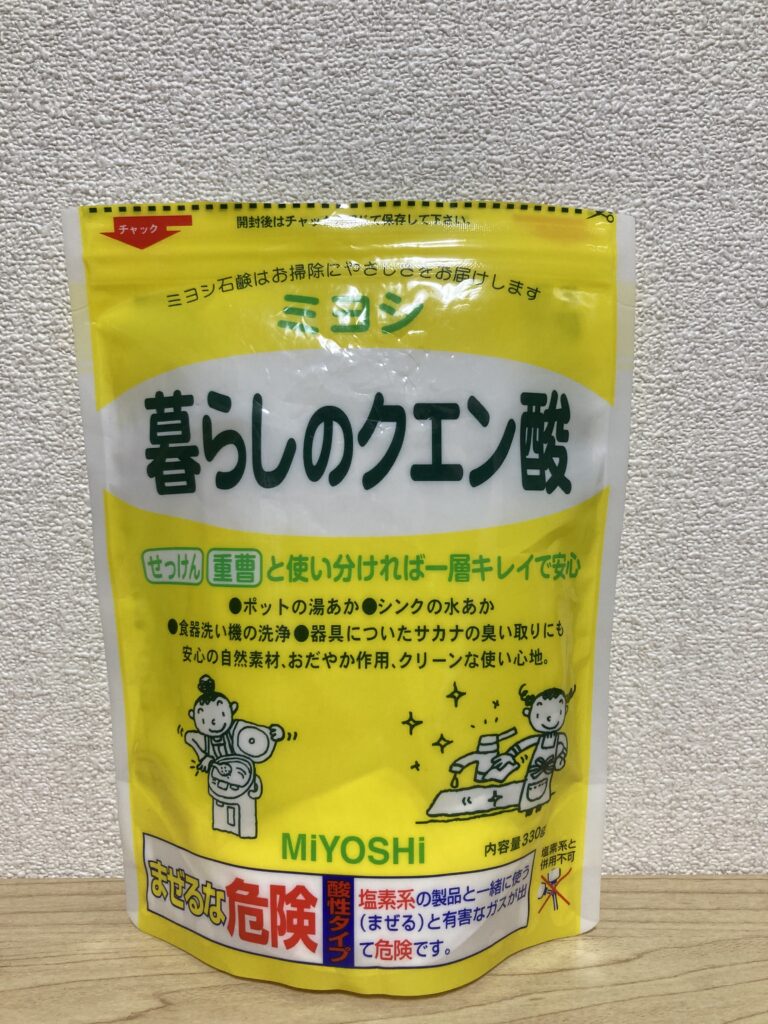 チャック
開封後はチャックを閉じて保存して下さい。
ミヨシ石鹸はお掃除にやさしさをお届けします
ミヨシ
暮らしのクエン酸
せっけん 重曹 と使い分ければ一層キレイで安心
●ポットの湯あか●シンクの水あか
●食器洗い機の洗浄●器具についたサカナの臭い取りにも
安心の自然素材、おだやか作用、クリーンな使い心地。
MiYOSHi
内容量330g
塩素系と
併用不可
まぜるな危険
酸性タイプ
塩素系の製品と一緒に使う
(まぜる)と有害なガスが出
て危険です。